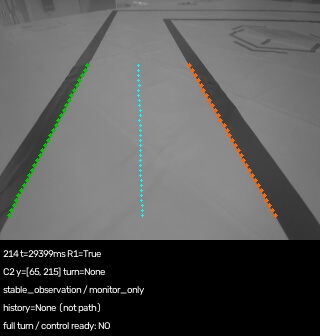 214 t=29399ms R1=True
C2 y=[65, 215] turn=None
stable_observation / monitor_only
history=None (not path)
full turn / control ready: NO